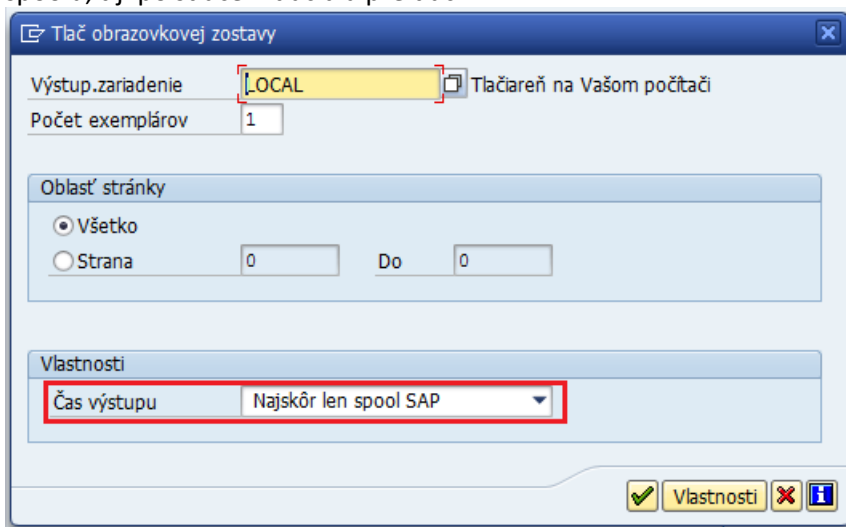 Tlač obrazovkovej zostavy
Výstup.zariadenie LOCAL Tlačiareň na Vašom počítači
Počet exemplárov 1
Oblasť stránky
Všetko
Strana 0 Do 0
Vlastnosti
Čas výstupu Najskôr len spool SAP
Vlastnosti